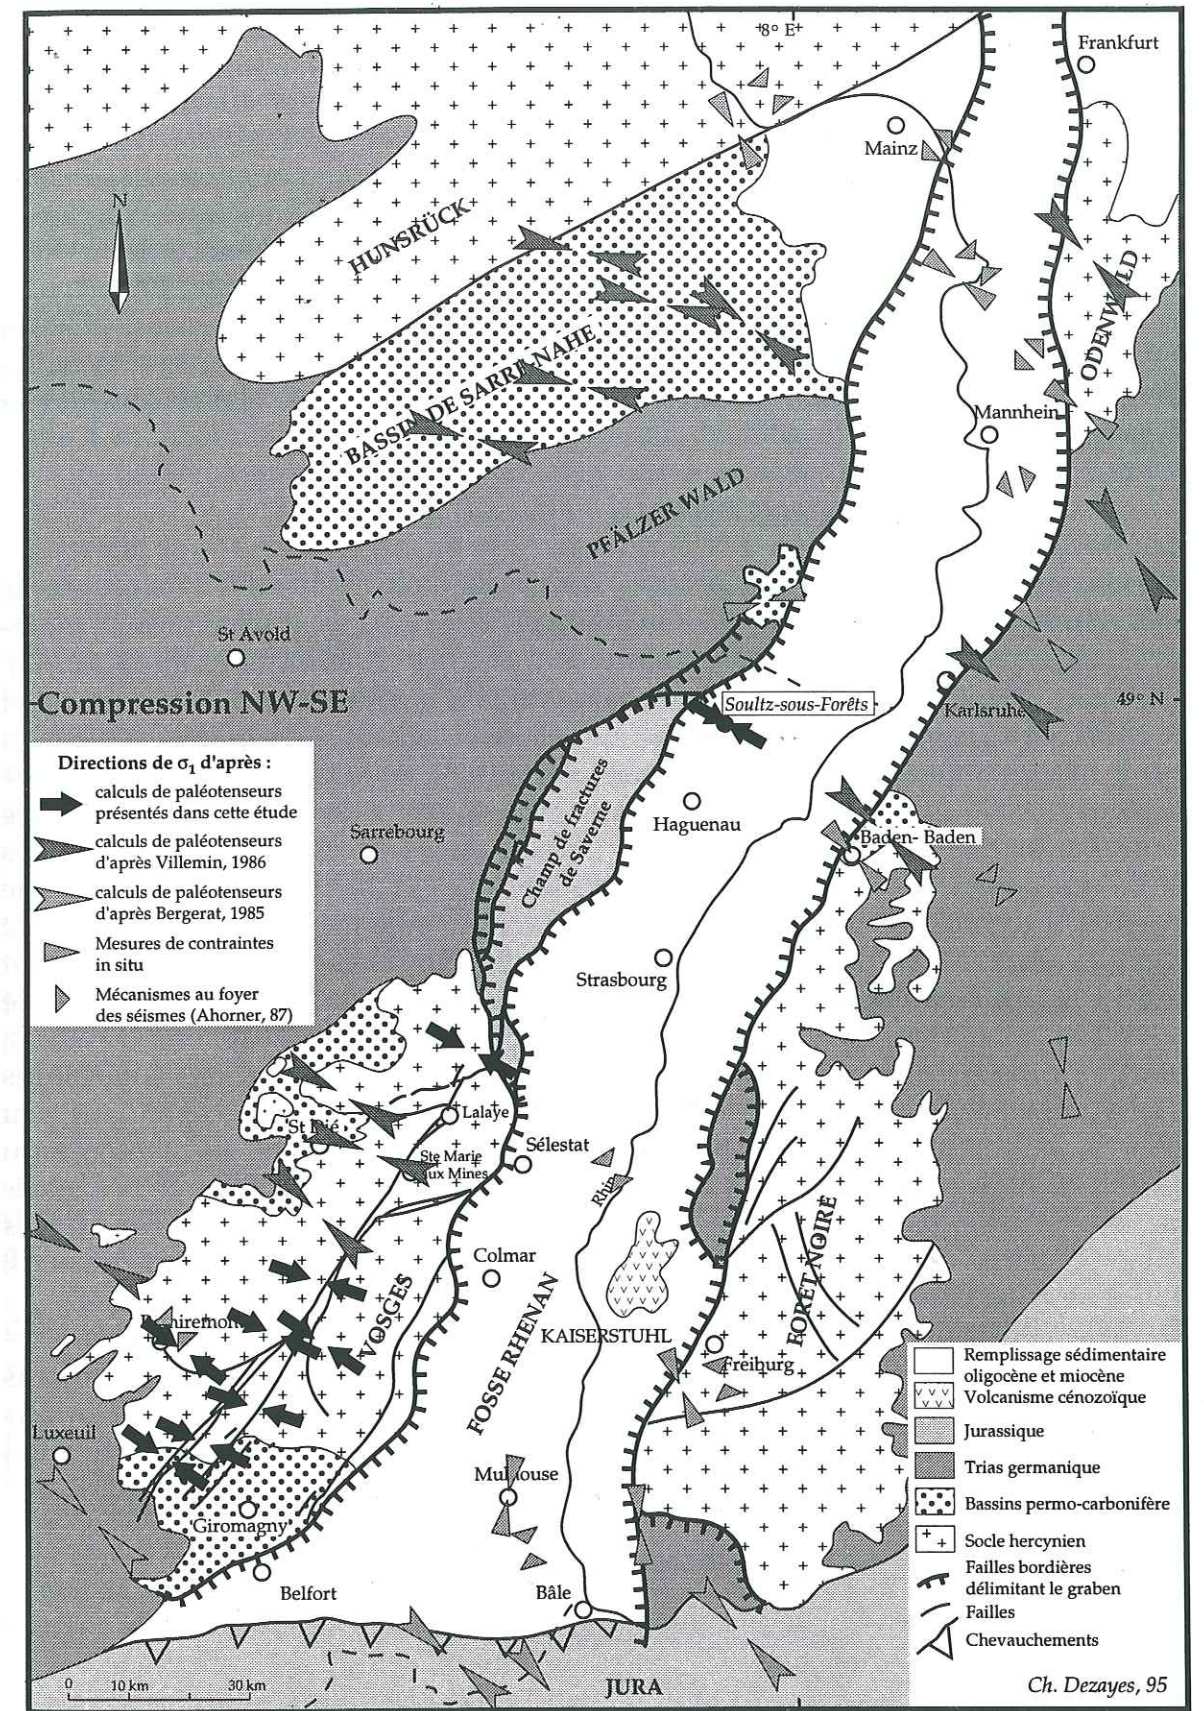 8° E
Frankfurt
Mainz
N
HUNSRÜCK
ODENWALD
BASSIN DE SARRE-NAHE
Mannhein
PFÄLZER WALD
St Avold
Compression NW-SE
Soultz-sous-Forêts
49° N
Karlsruhe
Directions de σ1 d'après :
calculs de paléotenseurs
présentés dans cette étude
calculs de paléotenseurs
d'après Villemin, 1986
calculs de paléotenseurs
d'après Bergerat, 1985
Mesures de contraintes
in situ
Mécanismes au foyer
des séismes (Ahorner, 87)
Sarrebourg
Champ de fractures
de Saverne
Haguenau
Baden- Baden
Strasbourg
Lalaye
St Dié
Ste Marie
aux Mines
Sélestat
Rhin
Colmar
VOSGES
FORET NOIRE
KAISERSTUHL
FOSSE RHENAN
Freiburg
Luxeuil
Mulhouse
Giromagny
Belfort
Bâle
JURA
0
10 km
30 km
Remplissage sédimentaire
oligocène et miocène
Volcanisme cénozoïque
Jurassique
Trias germanique
Bassins permo-carbonifère
Socle hercynien
Failles bordières
délimitant le graben
Failles
Chevauchements
Ch. Dezayes, 95